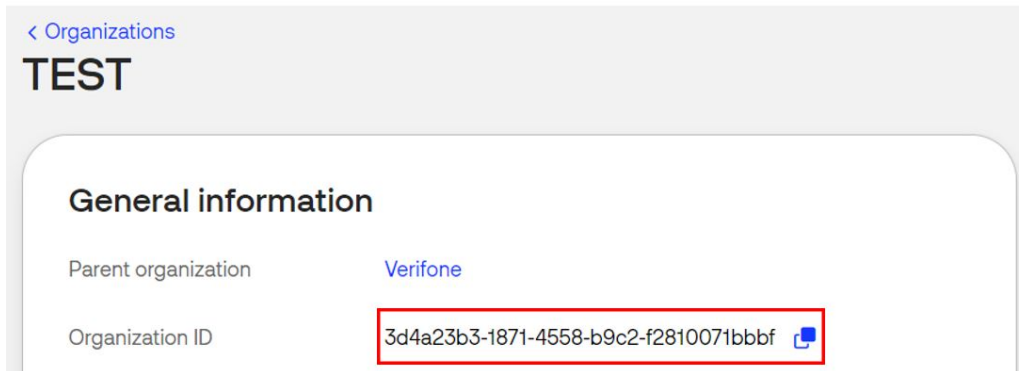 Organizations
TEST
General information
Parent organization Verifone
Organization ID 3d4a23b3-1871-4558-b9c2-f2810071bbbf